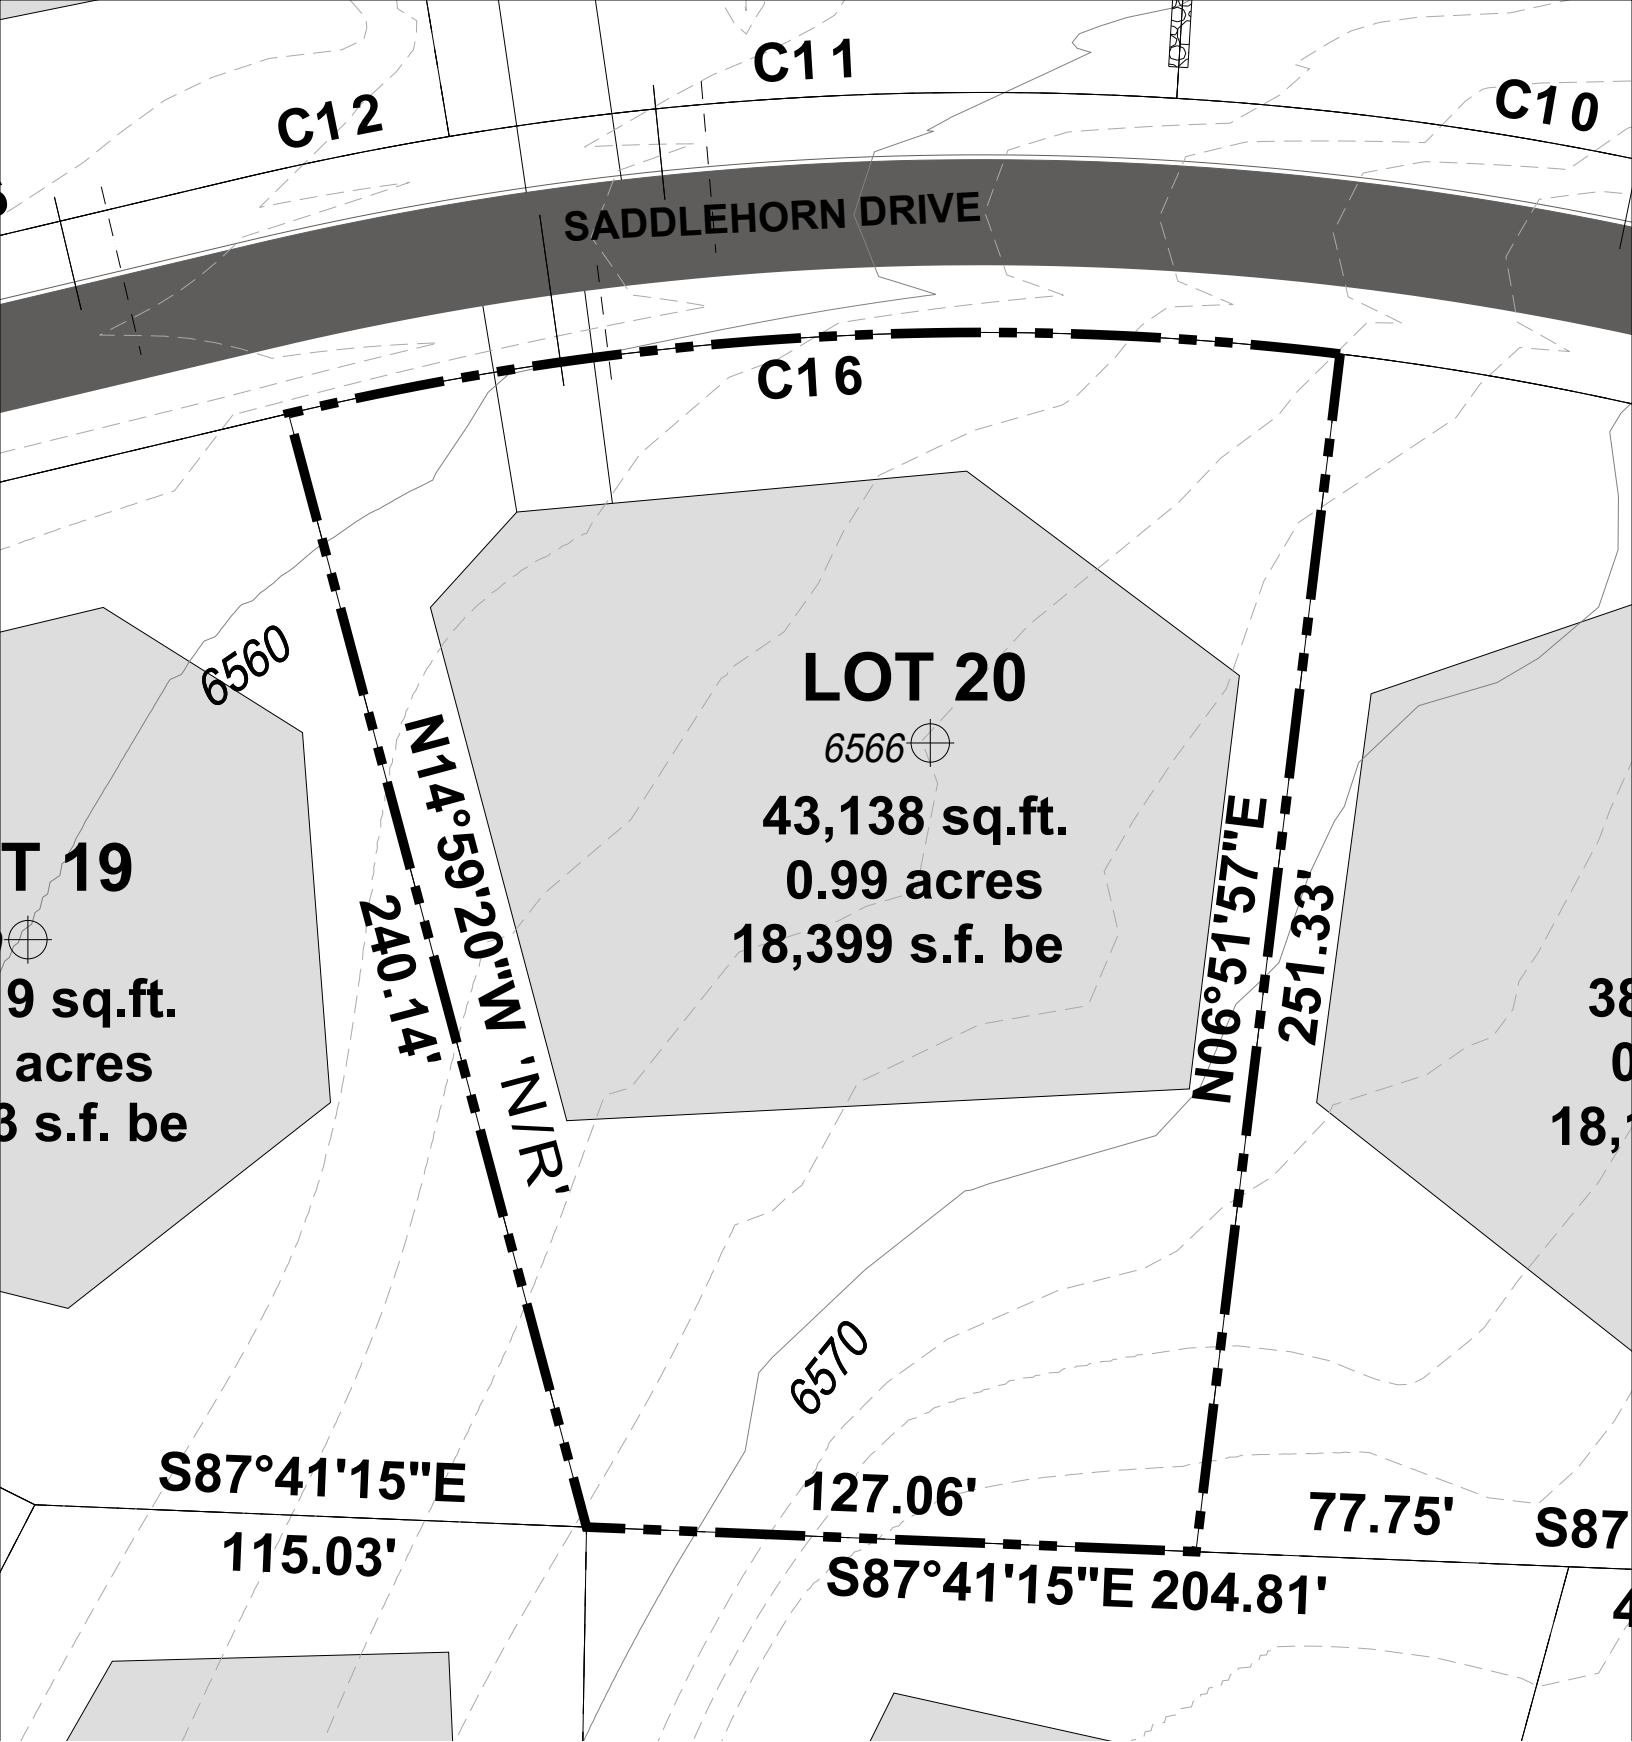 C11
C10
C12
SADDLEHORN DRIVE
C16
6560
LOT 20
6566
43,138 sq.ft.
0.99 acres
18,399 s.f. be
N14°59'20"W 'N/R'
240.14'
N06°51'57"E
251.33'
T 19
9 sq.ft.
acres
3 s.f. be
38
0
18,
6570
S87°41'15"E
115.03'
127.06'
S87°41'15"E 204.81'
77.75'
S87
4